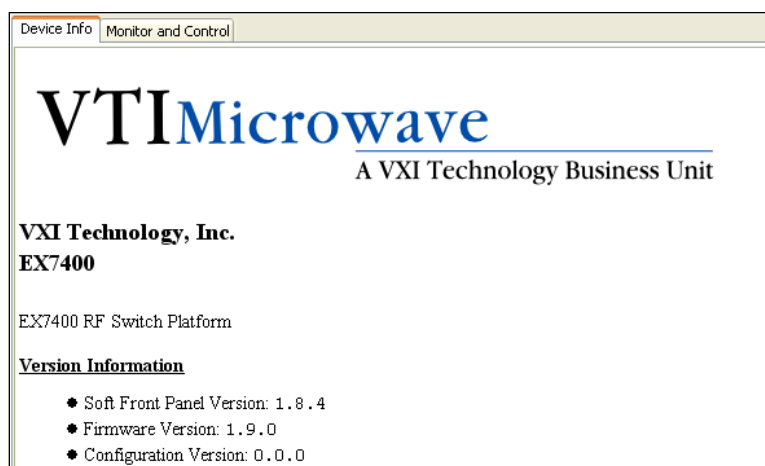 Device Info Monitor and Control
VTIMicrowave
A VXI Technology Business Unit
VXI Technology, Inc.
EX7400
EX7400 RF Switch Platform
Version Information
● Soft Front Panel Version: 1.8.4
● Firmware Version: 1.9.0
● Configuration Version: 0.0.0